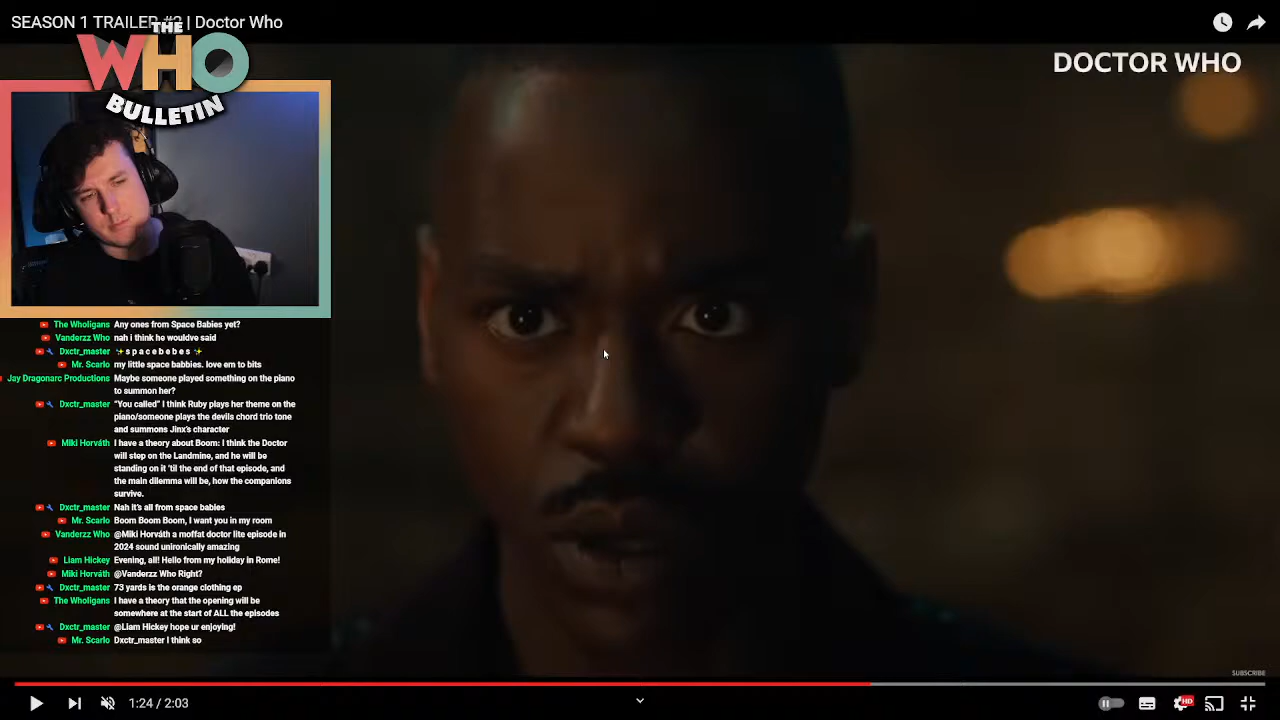 SEASON 1 TRAILER #2 | Doctor Who
THE
WHO
BULLETIN
DOCTOR WHO
The Wholigans Any ones from Space Babies yet?
Vanderzz Who nah i think he wouldve said
Dxctr_master ✨s p a c e b e b e s ✨
Mr. Scarlo my little space babbies. love em to bits
Jay Dragonarc Productions Maybe someone played something on the piano
to summon her?
Dxctr_master “You called” I think Ruby plays her theme on the
piano/someone plays the devils chord trio tone
and summons Jinx's character
Miki Horváth I have a theory about Boom: I think the Doctor
will step on the Landmine, and he will be
standing on it 'til the end of that episode, and
the main dilemma will be, how the companions
survive.
Dxctr_master Nah it's all from space babies
Mr. Scarlo Boom Boom Boom, I want you in my room
Vanderzz Who @Miki Horváth a moffat doctor lite episode in
2024 sound unironically amazing
Liam Hickey Evening, all! Hello from my holiday in Rome!
Miki Horváth @Vanderzz Who Right?
Dxctr_master 73 yards is the orange clothing ep
The Wholigans I have a theory that the opening will be
somewhere at the start of ALL the episodes
Dxctr_master @Liam Hickey hope ur enjoying!
Mr. Scarlo Dxctr_master I think so
SUBSCRIBE
1:24 / 2:03
HD